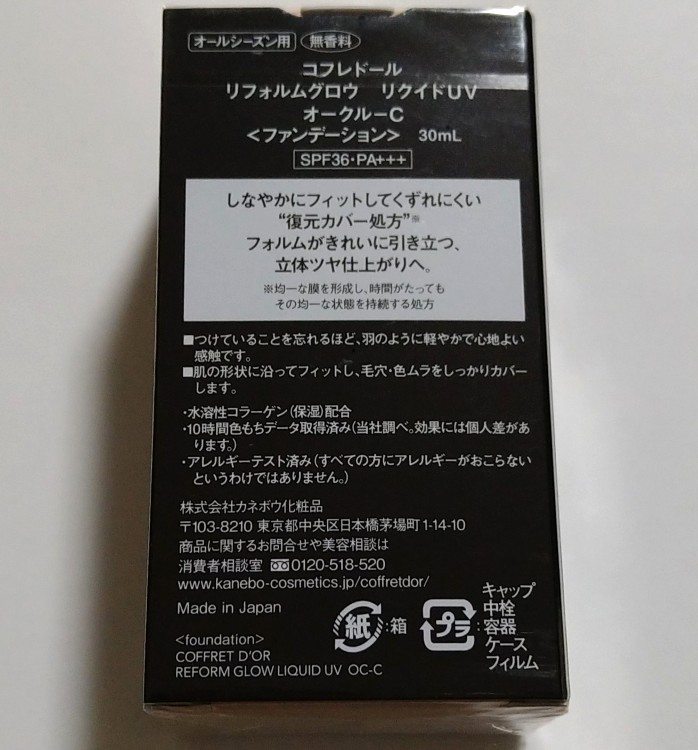 オールシーズン用 無香料
コフレドール
リフォルムグロウ リクイドUV
オークルーC
<ファンデーション> 30mL
SPF36・PA+++
しなやかにフィットしてくずれにくい
“復元カバー処方”※
フォルムがきれいに引き立つ、
立体ツヤ仕上がりへ。
※均一な膜を形成し、時間がたっても
その均一な状態を持続する処方
■つけていることを忘れるほど、羽のように軽やかで心地よい
感触です。
■肌の形状に沿ってフィットし、毛穴・色ムラをしっかりカバー
します。
・水溶性コラーゲン(保湿)配合
・10時間色もちデータ取得済み(当社調べ。効果には個人差があ
ります。)
・アレルギーテスト済み(すべての方にアレルギーがおこらない
というわけではありません。)
株式会社カネボウ化粧品
〒103-8210 東京都中央区日本橋茅場町1-14-10
商品に関するお問合せや美容相談は
消費者相談室 0120-518-520
www.kanebo-cosmetics.jp/coffretdor/
Made in Japan
紙:箱
プラ:
キャップ
中栓
容器
ケース
フィルム
<foundation>
COFFRET D'OR
REFORM GLOW LIQUID UV OC-C